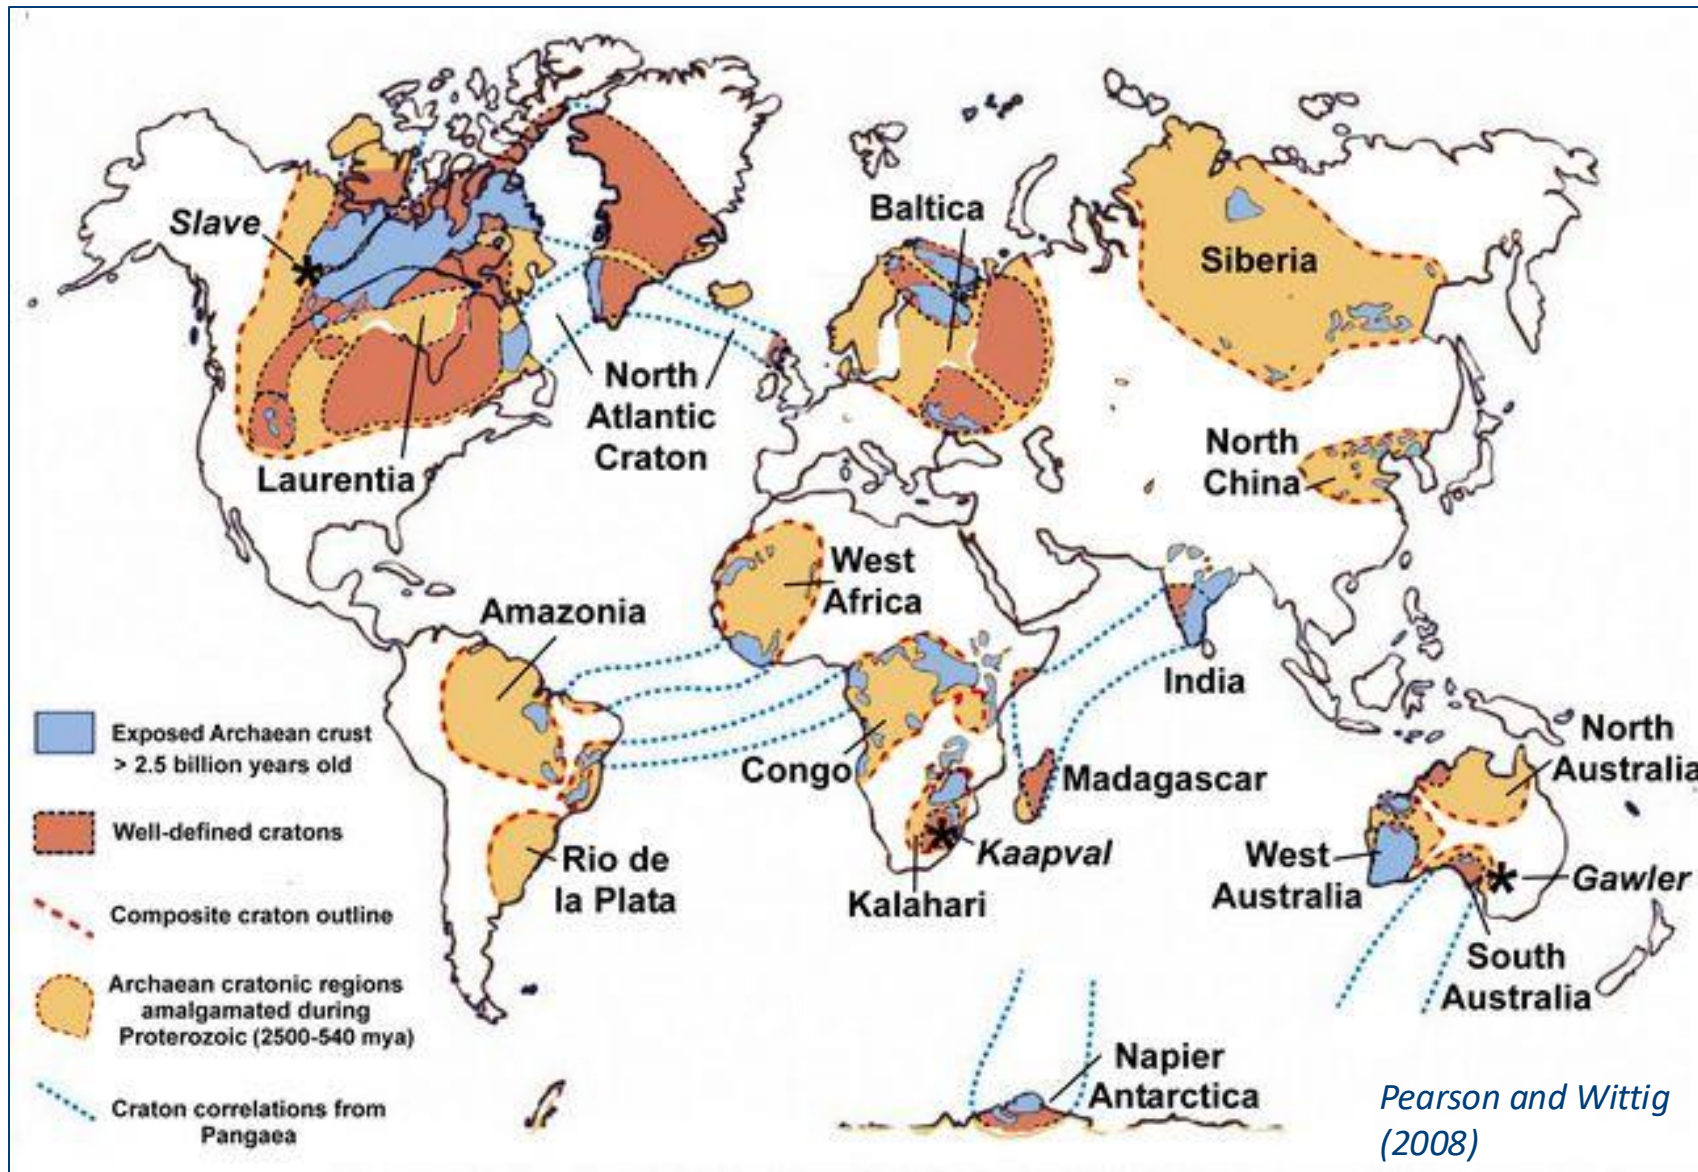 Slave
Baltica
Siberia
North
Atlantic
Craton
Laurentia
North
China
West
Africa
Amazonia
India
North
Australia
Congo
Madagascar
Rio de
la Plata
Kalahari
Kaapval
West
Australia
Gawler
South
Australia
Napier
Antarctica
Exposed Archaean crust
> 2.5 billion years old
Well-defined cratons
Composite craton outline
Archaean cratonic regions
amalgamated during
Proterozoic (2500-540 mya)
Craton correlations from
Pangaea
Pearson and Wittig
(2008)